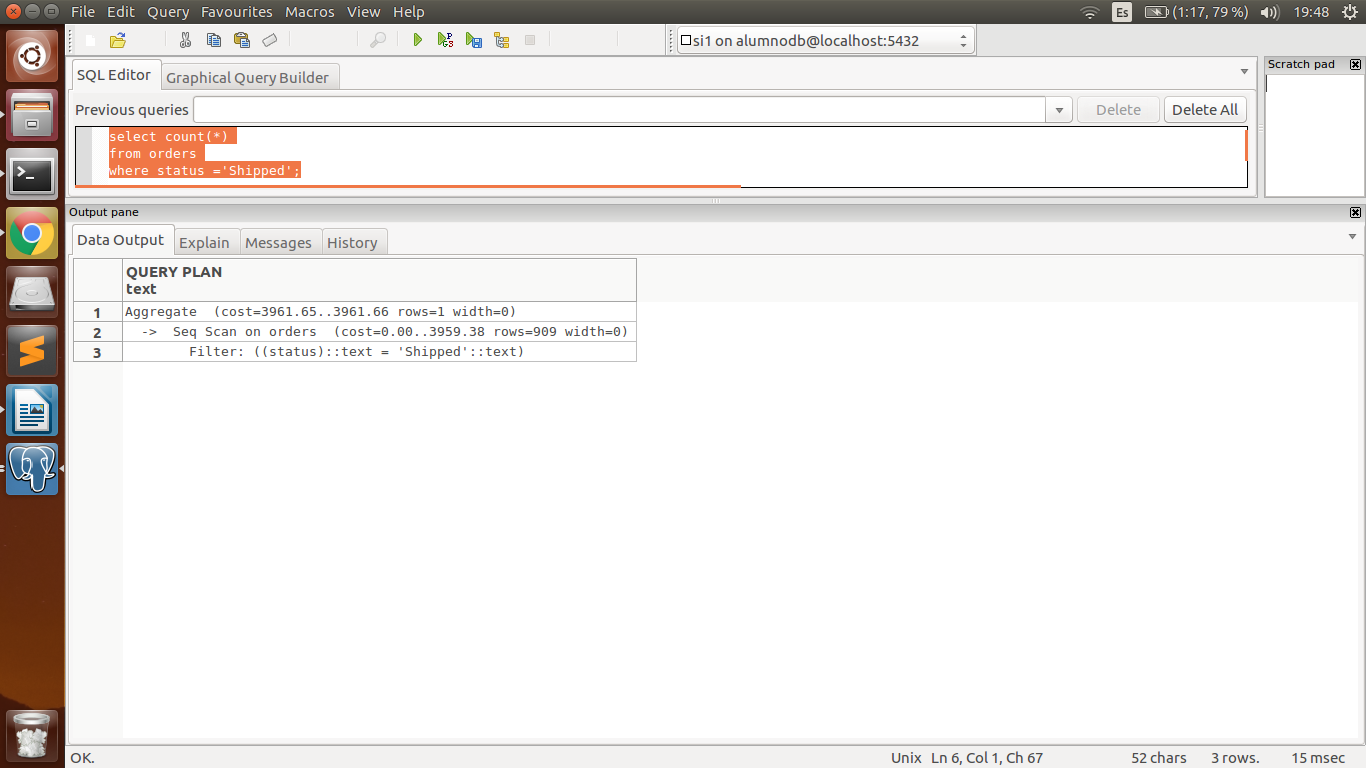 File Edit Query Favourites Macros View Help
Es (1:17, 79 %) 19:48
si1 on alumnodb@localhost:5432
SQL Editor Graphical Query Builder
Scratch pad
Previous queries Delete Delete All
select count(*)
from orders
where status ='Shipped';
Output pane
Data Output Explain Messages History
QUERY PLAN
text
1 Aggregate (cost=3961.65..3961.66 rows=1 width=0)
2 -> Seq Scan on orders (cost=0.00..3959.38 rows=909 width=0)
3 Filter: ((status)::text = 'Shipped'::text)
OK. Unix Ln 6, Col 1, Ch 67 52 chars 3 rows. 15 msec